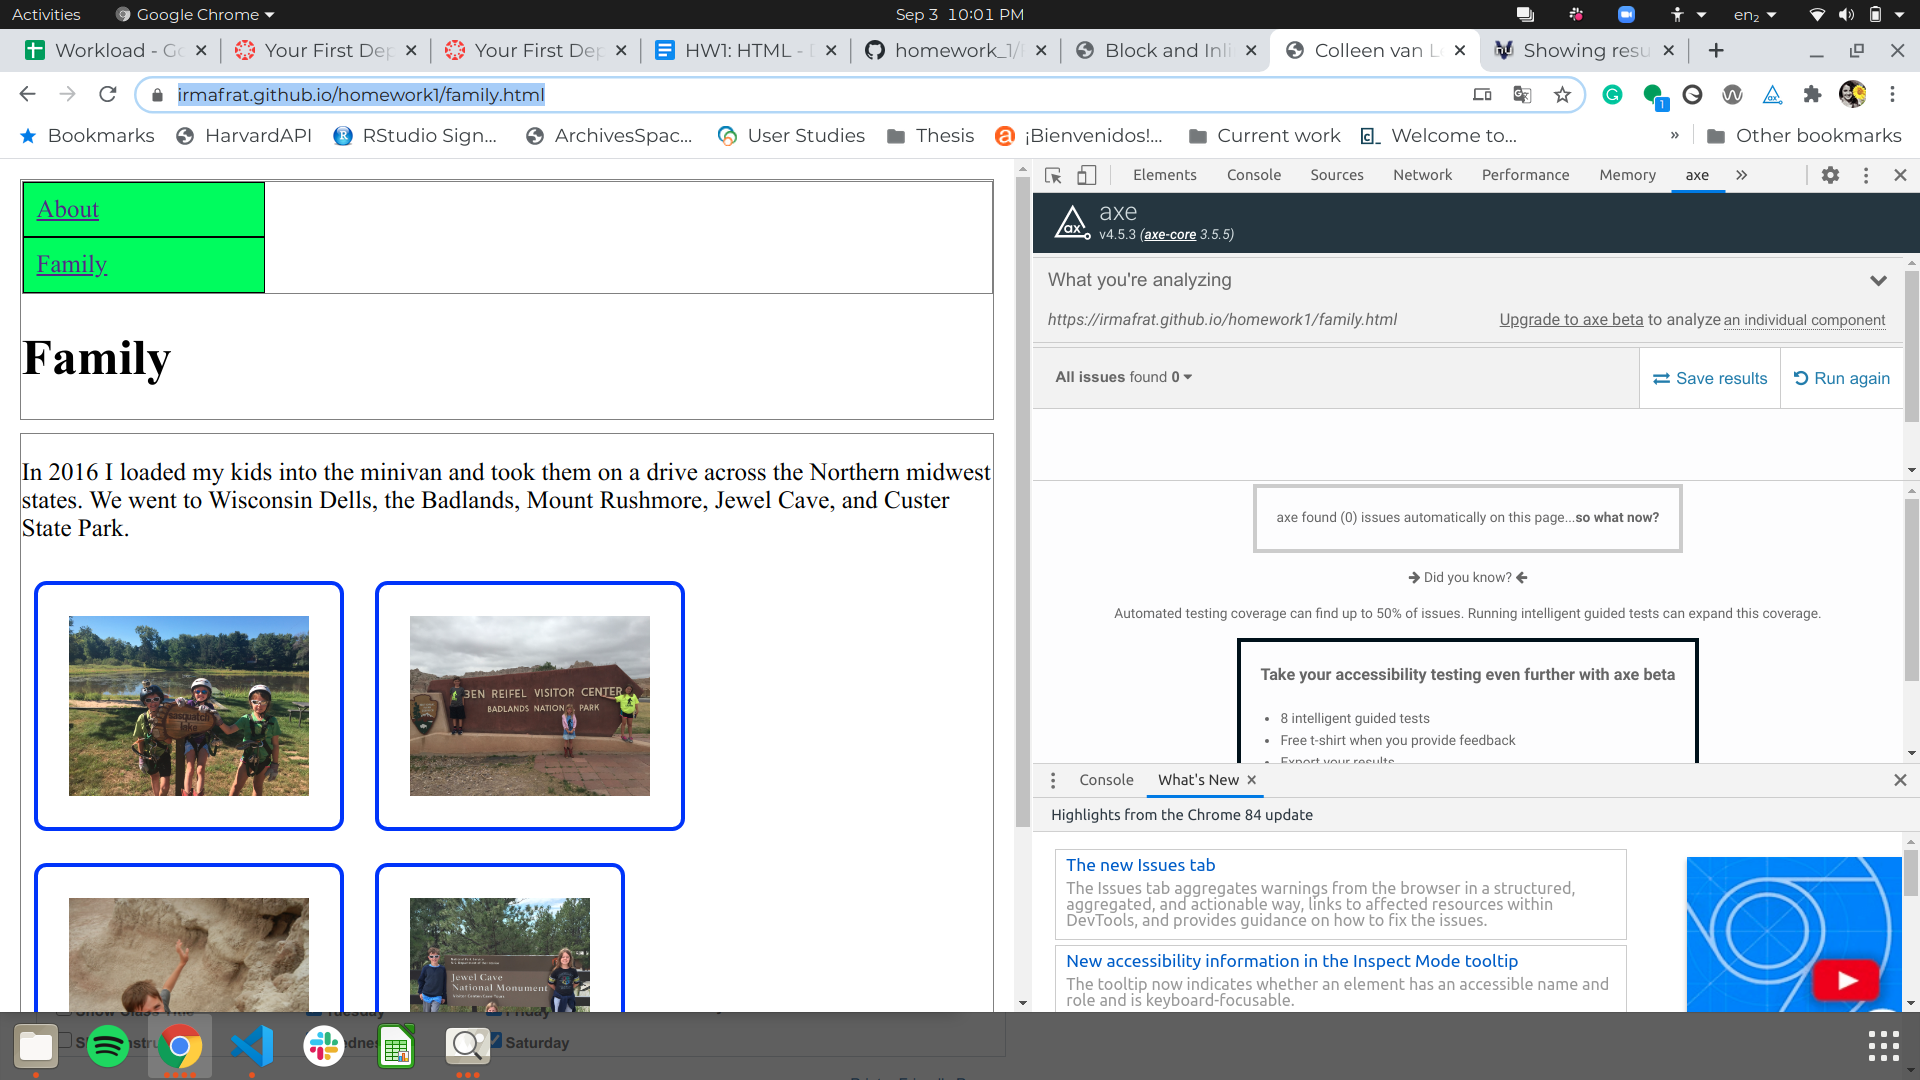 Activities
Google Chrome
Sep 3 10:01 PM
en₂
Workload - Go
Your First Dep
Your First Dep
HW1: HTML -
homework_1/
Block and Inli
Colleen van L
Showing resu
irmafrat.github.io/homework1/family.html
1
Bookmarks
HarvardAPI
RStudio Sign...
ArchivesSpac...
User Studies
Thesis
¡Bienvenidos!...
Current work
Welcome to...
»
Other bookmarks
About
Family
Family
In 2016 I loaded my kids into the minivan and took them on a drive across the Northern midwest
states. We went to Wisconsin Dells, the Badlands, Mount Rushmore, Jewel Cave, and Custer
State Park.
sasquatch
lake
BEN REIFEL VISITOR CENTER
BADLANDS NATIONAL PARK
Jewel Cave
National Monument
Elements
Console
Sources
Network
Performance
Memory
axe
»
axe
v4.5.3 (axe-core 3.5.5)
What you're analyzing
https://irmafrat.github.io/homework1/family.html
Upgrade to axe beta to analyze an individual component
All issues found 0
Save results
Run again
axe found (0) issues automatically on this page...so what now?
Did you know?
Automated testing coverage can find up to 50% of issues. Running intelligent guided tests can expand this coverage.
Take your accessibility testing even further with axe beta
8 intelligent guided tests
Free t-shirt when you provide feedback
Export your results
Console
What's New
Highlights from the Chrome 84 update
The new Issues tab
The Issues tab aggregates warnings from the browser in a structured,
aggregated, and actionable way, links to affected resources within
DevTools, and provides guidance on how to fix the issues.
New accessibility information in the Inspect Mode tooltip
The tooltip now indicates whether an element has an accessible name and
role and is keyboard-focusable.
Saturday